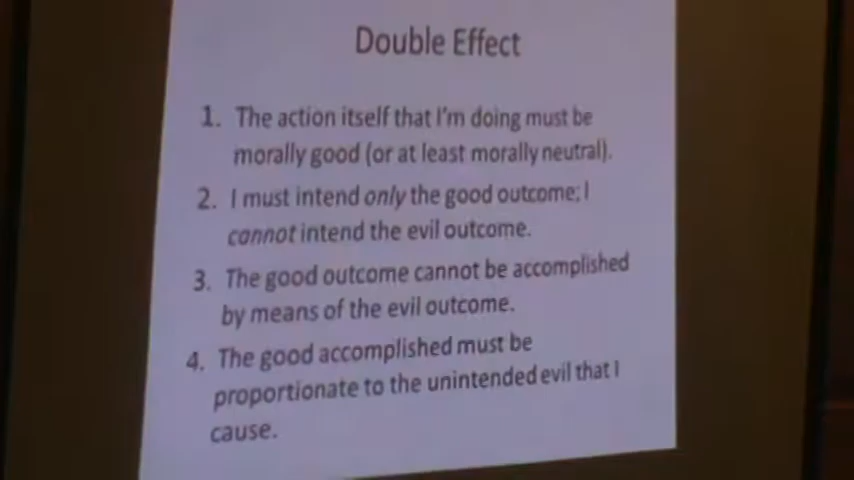 Double Effect
1. The action itself that I'm doing must be
morally good (or at least morally neutral).
2. I must intend only the good outcome; I
cannot intend the evil outcome.
3. The good outcome cannot be accomplished
by means of the evil outcome.
4. The good accomplished must be
proportionate to the unintended evil that I
cause.